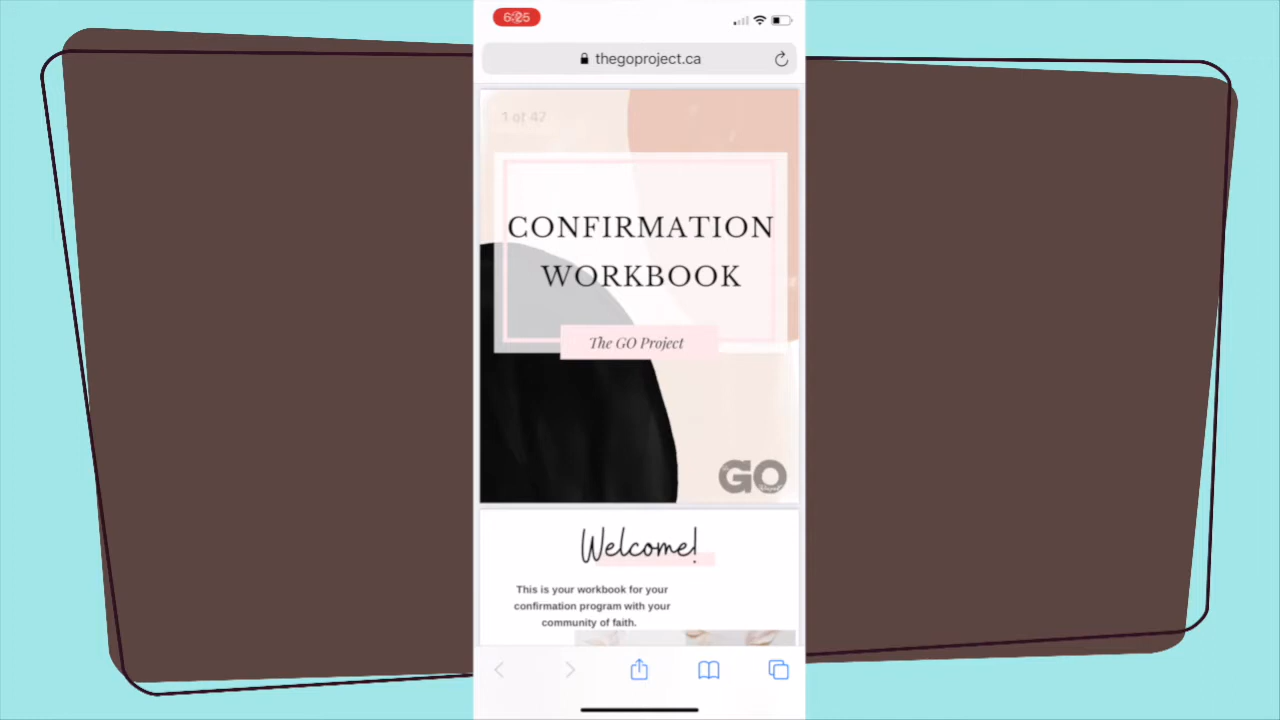 6:25
thegoproject.ca
1 of 42
CONFIRMATION
WORKBOOK
The GO Project
GO
Welcome!
This is your workbook for your
confirmation program with your
community of faith.